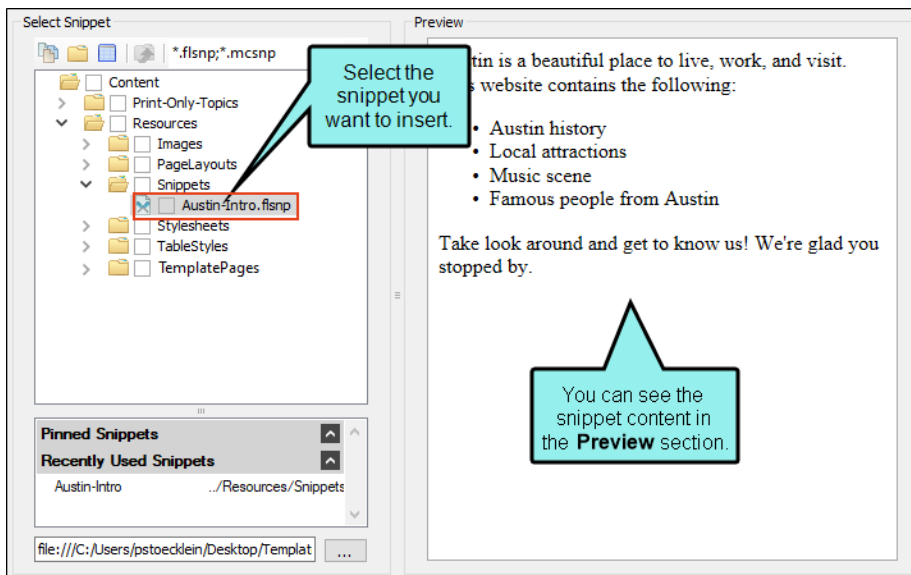 Select Snippet
*.flsnp;*.mcsnp
Content
Print-Only-Topics
Resources
Images
PageLayouts
Snippets
Austin-Intro.flsnp
Stylesheets
TableStyles
TemplatePages
Select the
snippet you
want to insert.
Pinned Snippets
Recently Used Snippets
Austin-Intro ../Resources/Snippets
file:///C:/Users/pstoecklein/Desktop/Templat ...
Preview
tin is a beautiful place to live, work, and visit.
s website contains the following:
• Austin history
• Local attractions
• Music scene
• Famous people from Austin
Take look around and get to know us! We're glad you
stopped by.
You can see the
snippet content in
the Preview section.